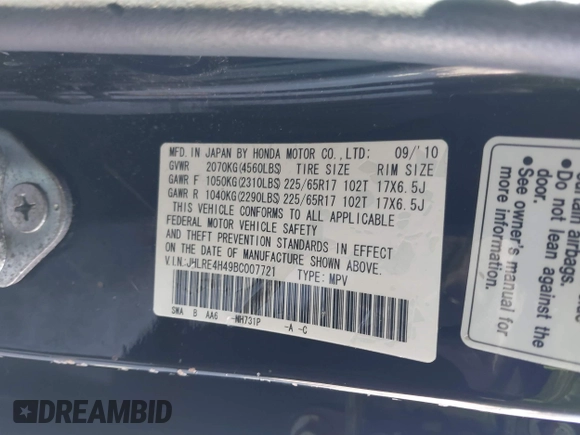 MFD. IN JAPAN BY HONDA MOTOR CO., LTD: 09/'10
GVWR 2070KG(4560LBS) TIRE SIZE RIM SIZE
GAWR F 1050KG(2310LBS) 225/65R17 102T 17X6.5J
GAWR R 1040KG(2290LBS) 225/65R17 102T 17X6.5J
THIS VEHICLE CONFORMS TO ALL APPLICABLE
FEDERAL MOTOR VEHICLE SAFETY
AND THEFT PREVENTION STANDARDS IN EFFECT
ON THE DATE OF MANUFACTURE SHOWN ABOVE.
V.I.N.:JHLRE4H49BC007721 TYPE: MPV
SWA B AA6 -NH731P -A -C
airbags.
• Do not lean against the
door.
• See owner's manual
for more information
DREAMBID